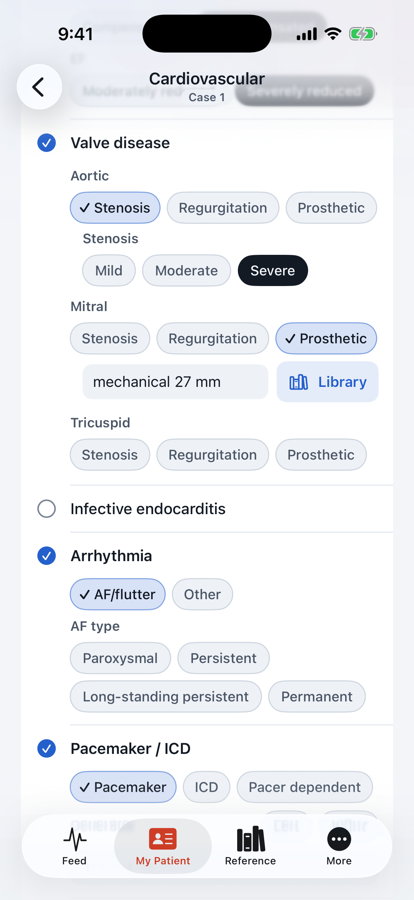 9:41
Cardiovascular
Case 1
Severely reduced
Valve disease
Aortic
Stenosis Regurgitation Prosthetic
Stenosis
Mild Moderate Severe
Mitral
Stenosis Regurgitation Prosthetic
mechanical 27 mm Library
Tricuspid
Stenosis Regurgitation Prosthetic
Infective endocarditis
Arrhythmia
AF/flutter Other
AF type
Paroxysmal Persistent
Long-standing persistent Permanent
Pacemaker / ICD
Pacemaker ICD Pacer dependent
Feed My Patient Reference More